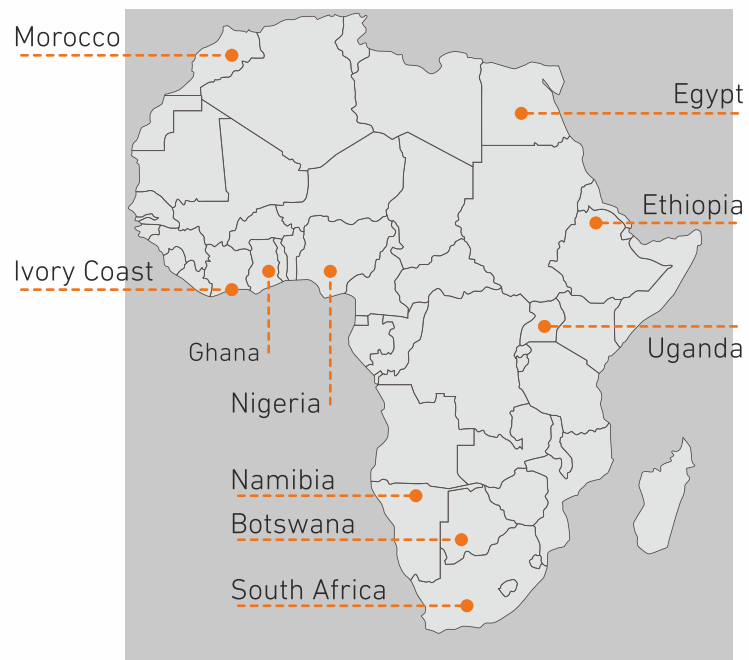 Morocco
Egypt
Ethiopia
Ivory Coast
Ghana
Uganda
Nigeria
Namibia
Botswana
South Africa